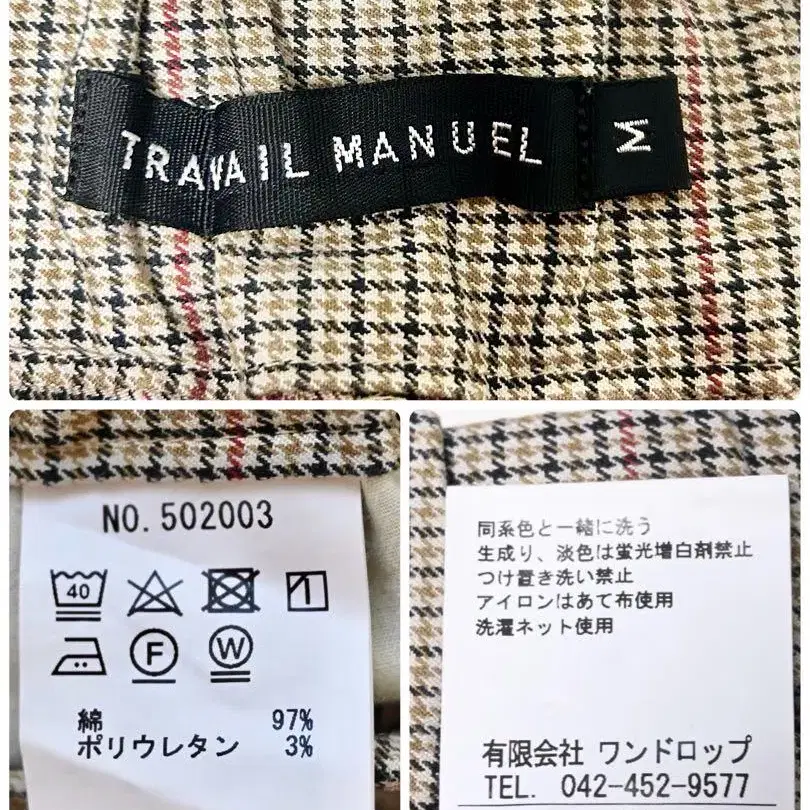 TRAVAIL MANUEL M
NO. 502003
40
F W
綿 97%
ポリウレタン 3%
同系色と一緒に洗う
生成り、淡色は蛍光増白剤禁止
つけ置き洗い禁止
アイロンはあて布使用
洗濯ネット使用
有限会社 ワンドロップ
TEL. 042-452-9577